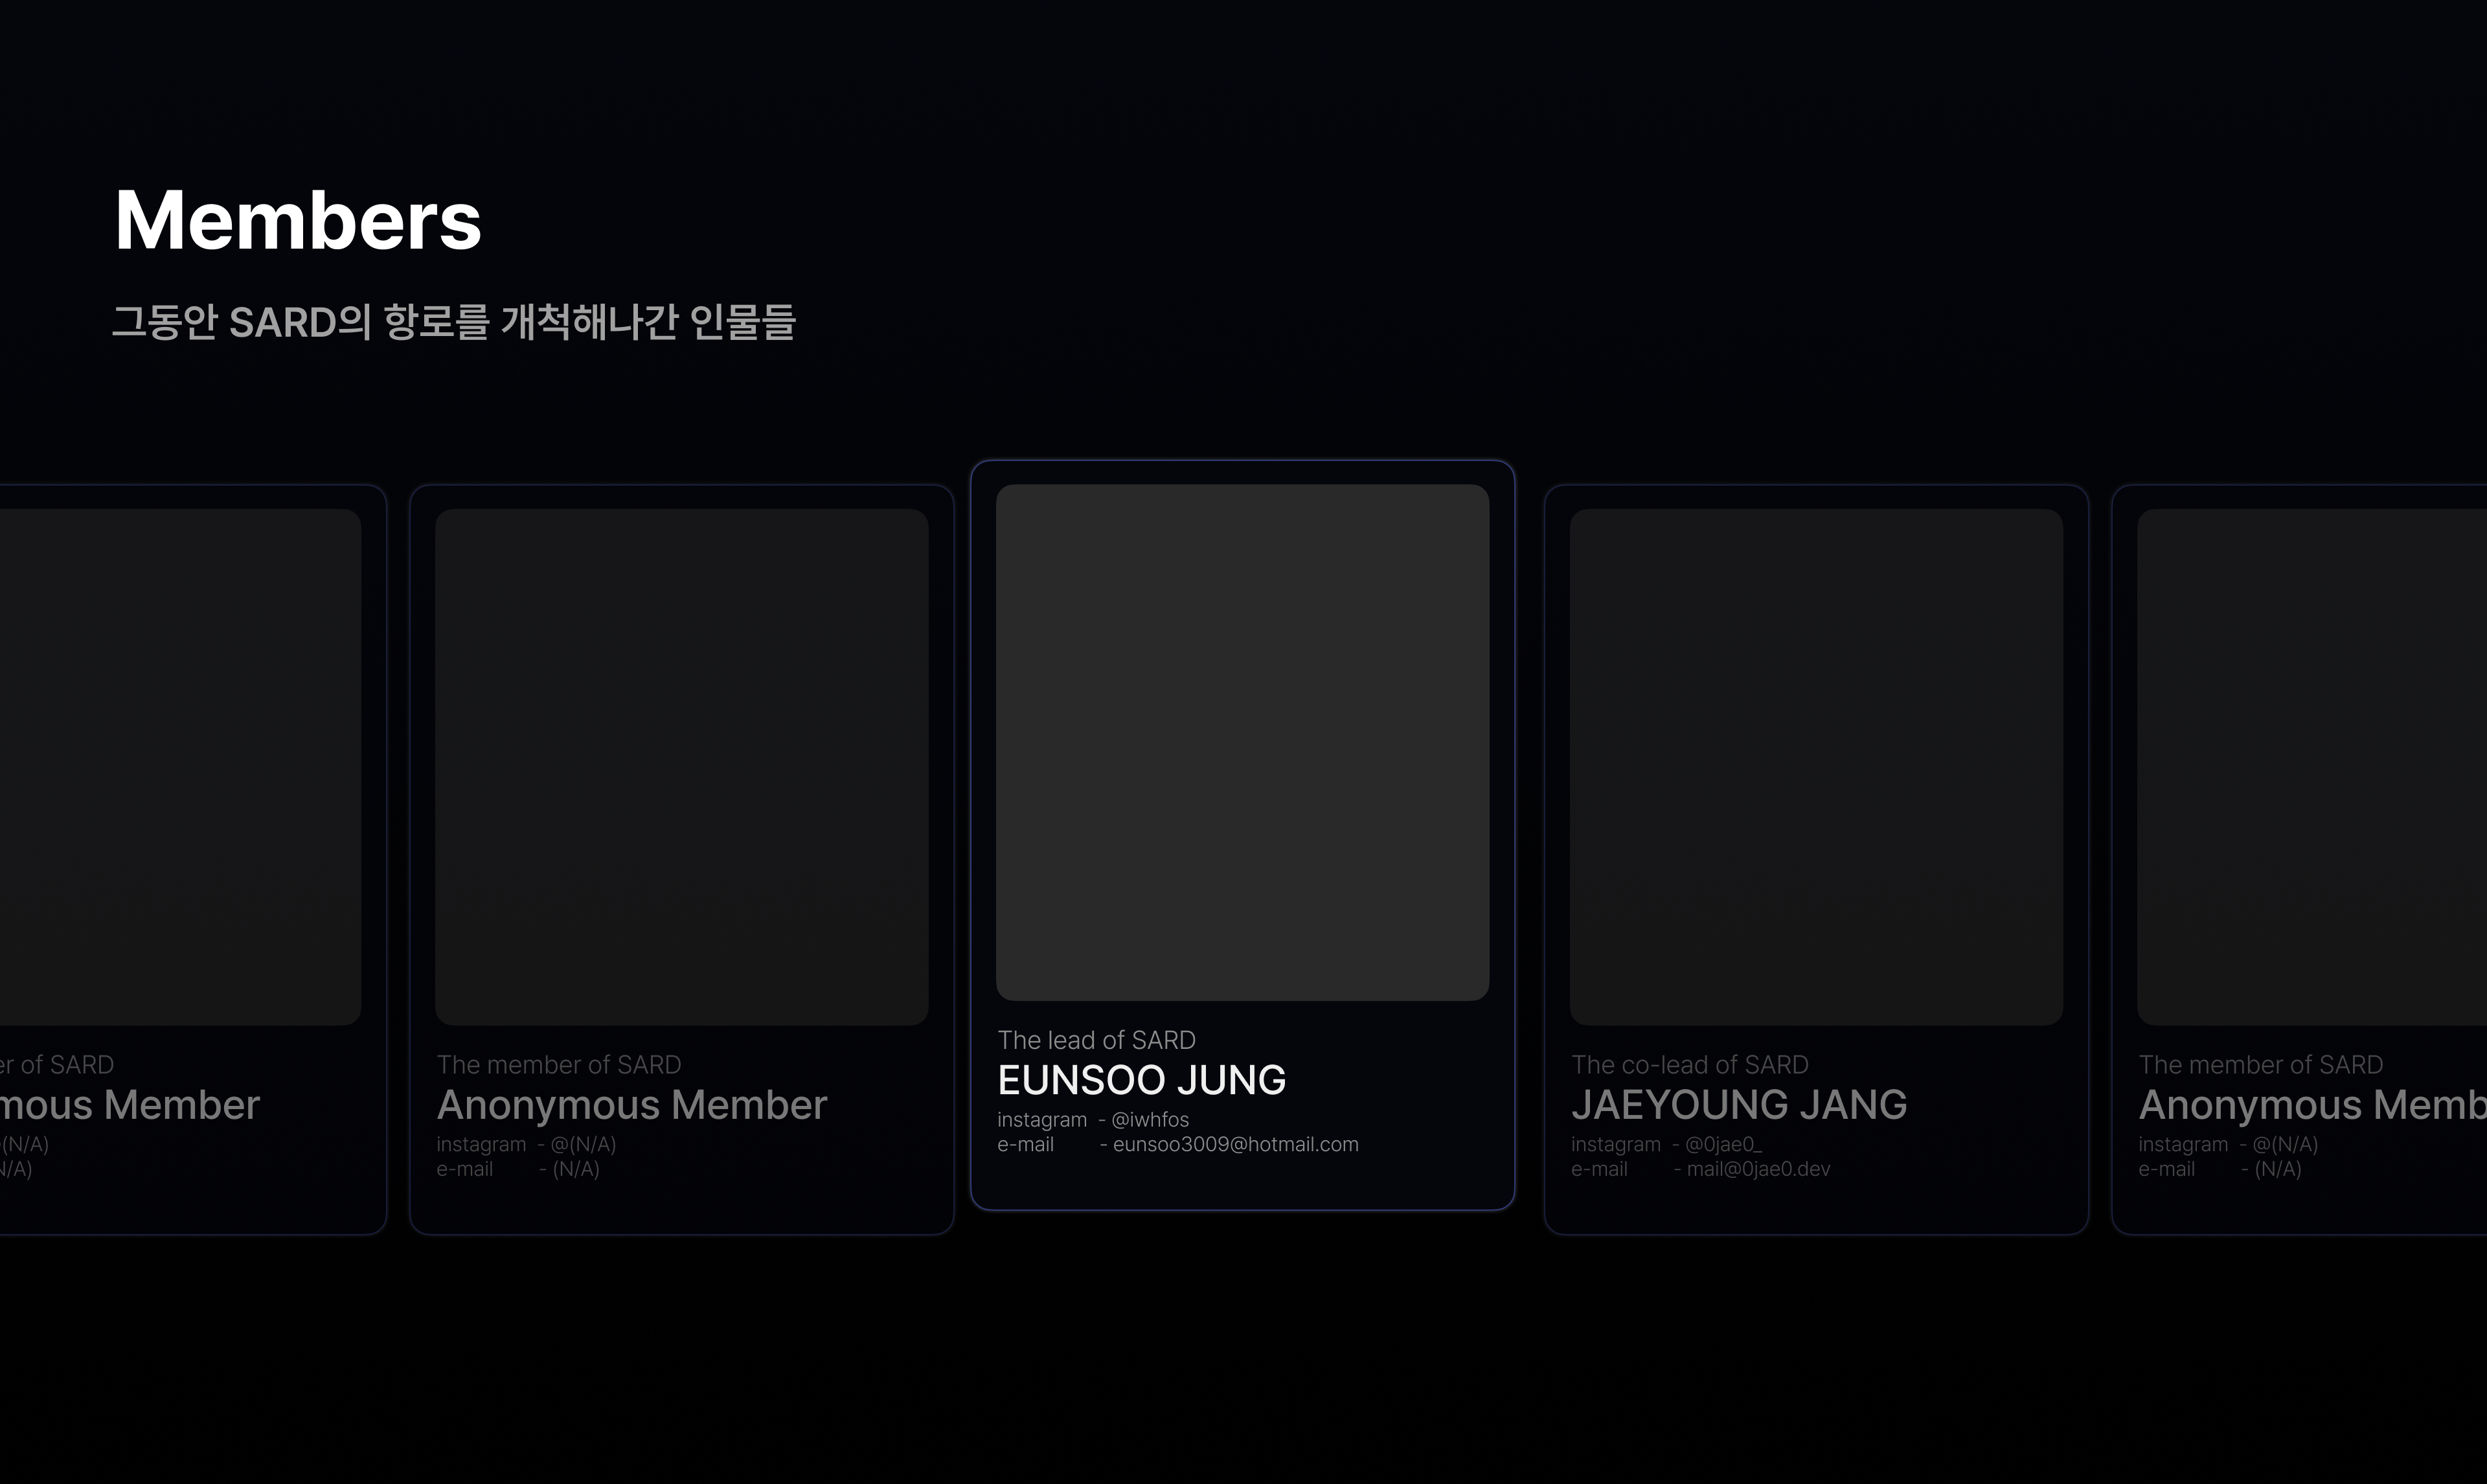 Members
그동안 SARD의 항로를 개척해나간 인물들
er of SARD
mous Member
(N/A)
N/A)
The member of SARD
Anonymous Member
instagram - @(N/A)
e-mail - (N/A)
The lead of SARD
EUNSOO JUNG
instagram - @iwhfos
e-mail - eunsoo3009@hotmail.com
The co-lead of SARD
JAEYOUNG JANG
instagram - @0jae0_
e-mail - mail@0jae0.dev
The member of SARD
Anonymous Memb
instagram - @(N/A)
e-mail - (N/A)